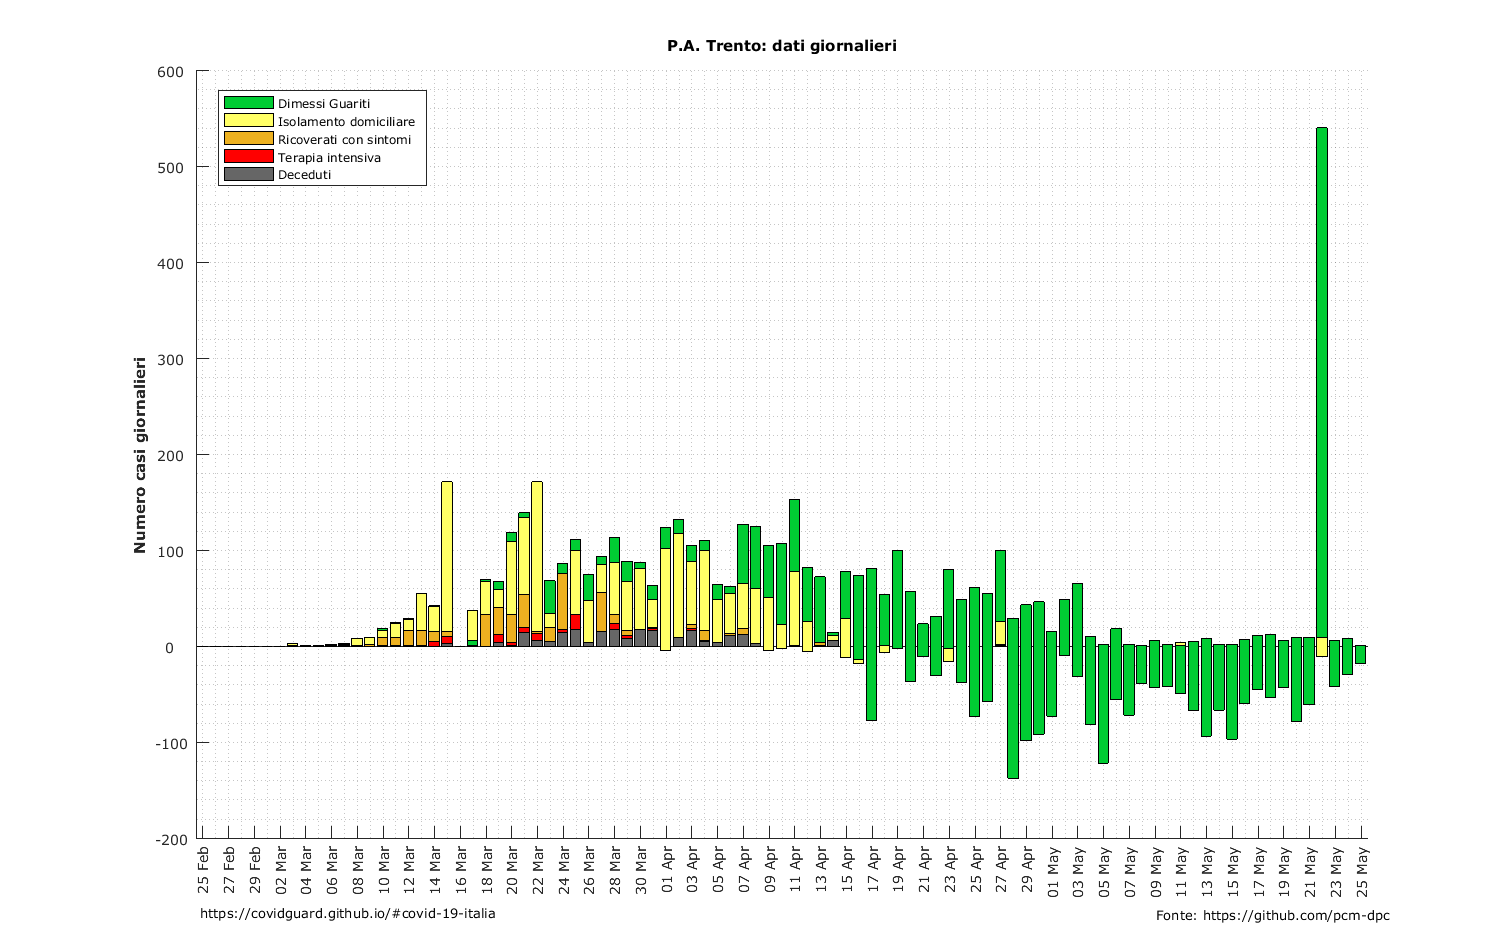 P.A. Trento: dati giornalieri
600
500
400
300
200
100
0
-100
-200
Numero casi giornalieri
Dimessi Guariti
Isolamento domiciliare
Ricoverati con sintomi
Terapia intensiva
Deceduti
25 Feb
27 Feb
29 Feb
02 Mar
04 Mar
06 Mar
08 Mar
10 Mar
12 Mar
14 Mar
16 Mar
18 Mar
20 Mar
22 Mar
24 Mar
26 Mar
28 Mar
30 Mar
01 Apr
03 Apr
05 Apr
07 Apr
09 Apr
11 Apr
13 Apr
15 Apr
17 Apr
19 Apr
21 Apr
23 Apr
25 Apr
27 Apr
29 Apr
01 May
03 May
05 May
07 May
09 May
11 May
13 May
15 May
17 May
19 May
21 May
23 May
25 May
https://covidguard.github.io/#covid-19-italia
Fonte: https://github.com/pcm-dpc